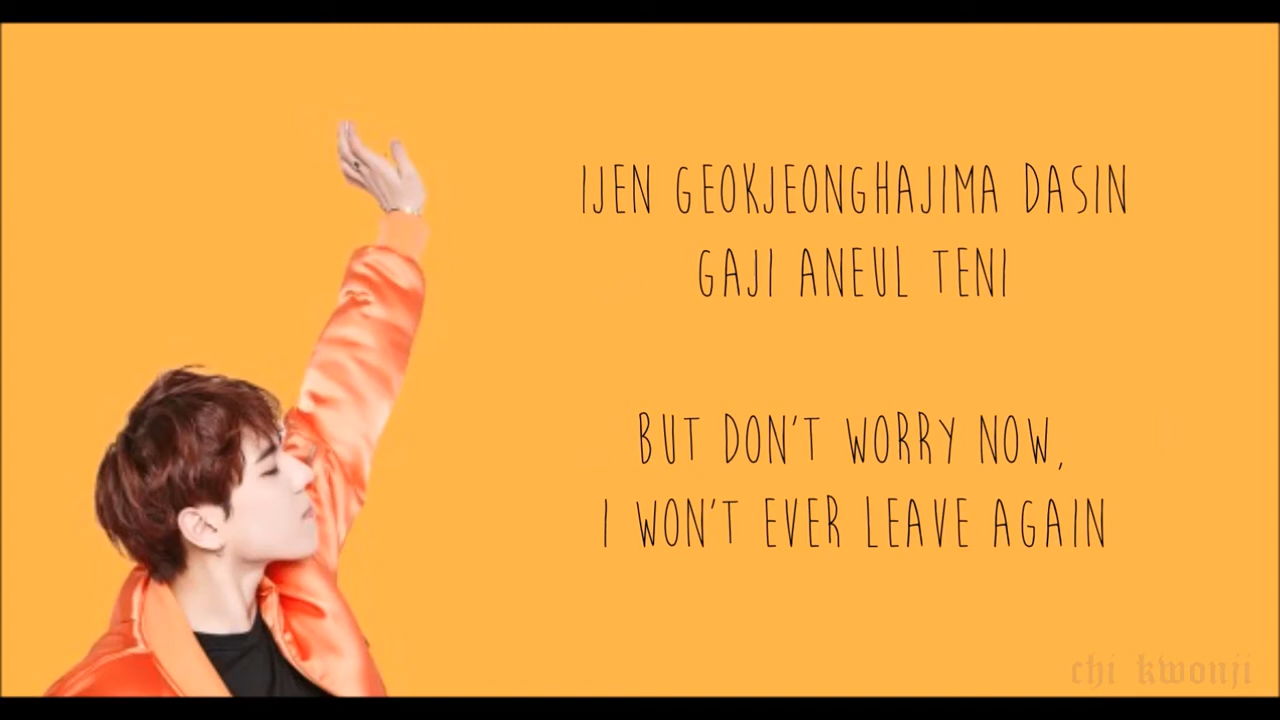 IJEN GEOKJEONGHAJIMA DASIN
GAJI ANEUL TENI
BUT DON'T WORRY NOW,
I WON'T EVER LEAVE AGAIN
chi kwonji